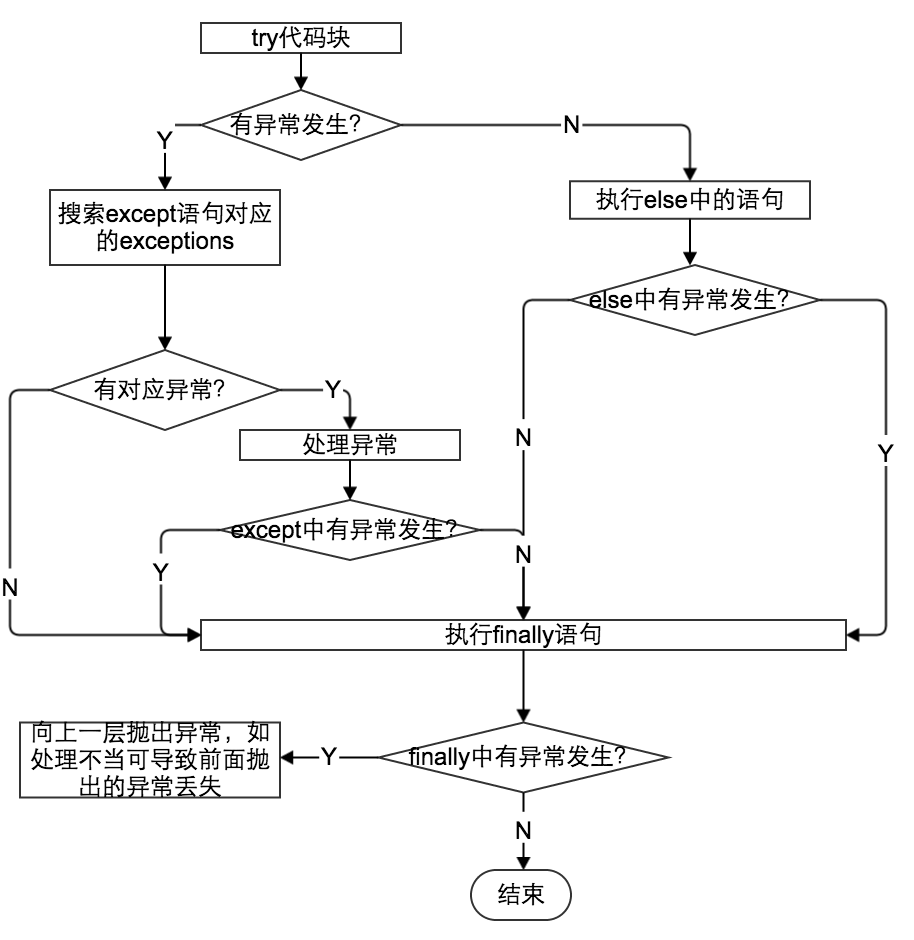 try代码块
有异常发生?
Y
N
搜索except语句对应
的exceptions
执行else中的语句
else中有异常发生?
有对应异常?
Y
处理异常
N
Y
except中有异常发生?
N
Y
N
执行finally语句
向上一层抛出异常，如
处理不当可导致前面抛
出的异常丢失
Y
finally中有异常发生?
N
结束